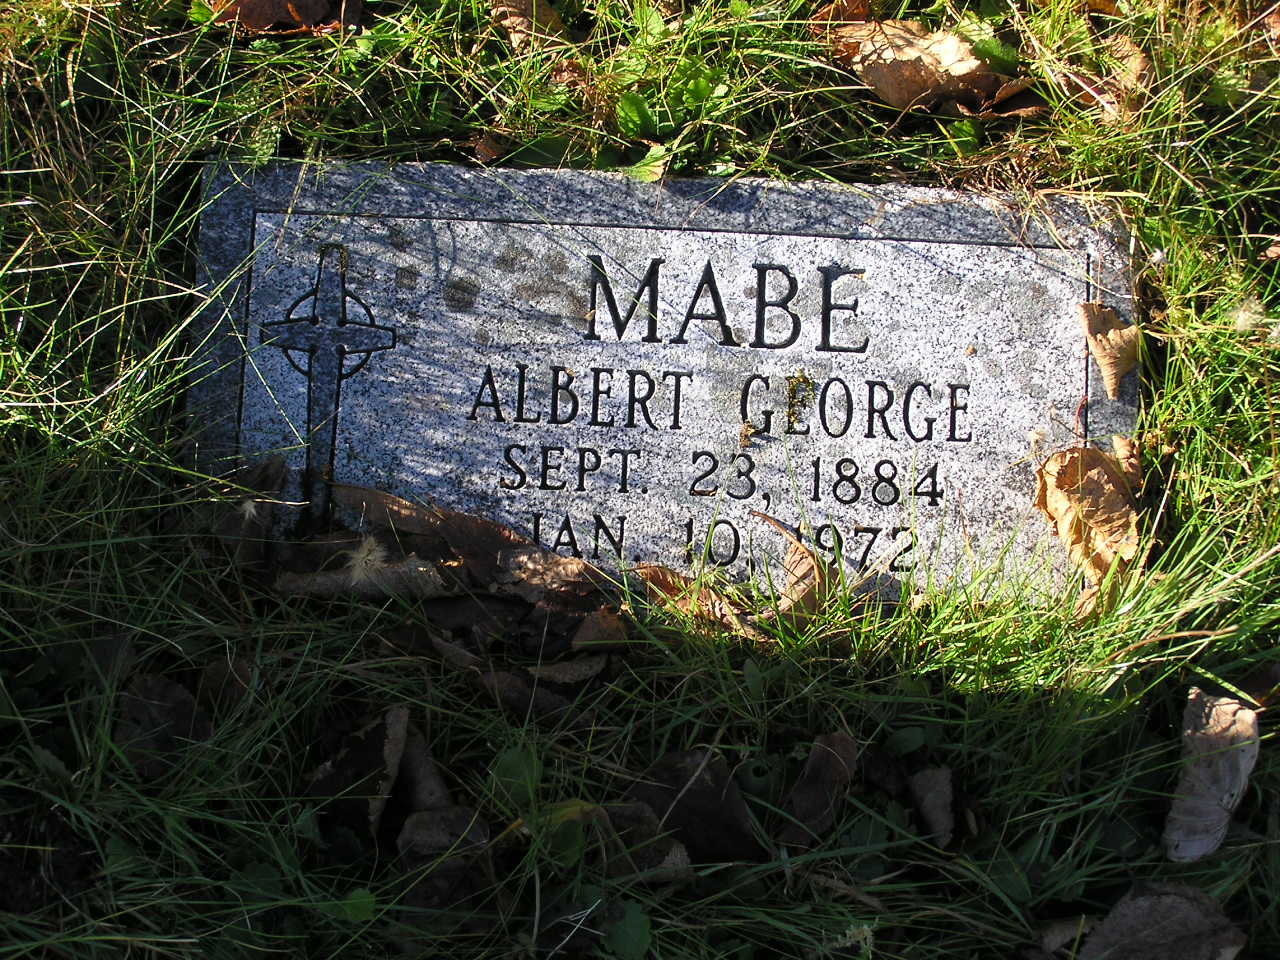 MABE
ALBERT GEORGE
SEPT. 23, 1884
JAN. 10, 1972